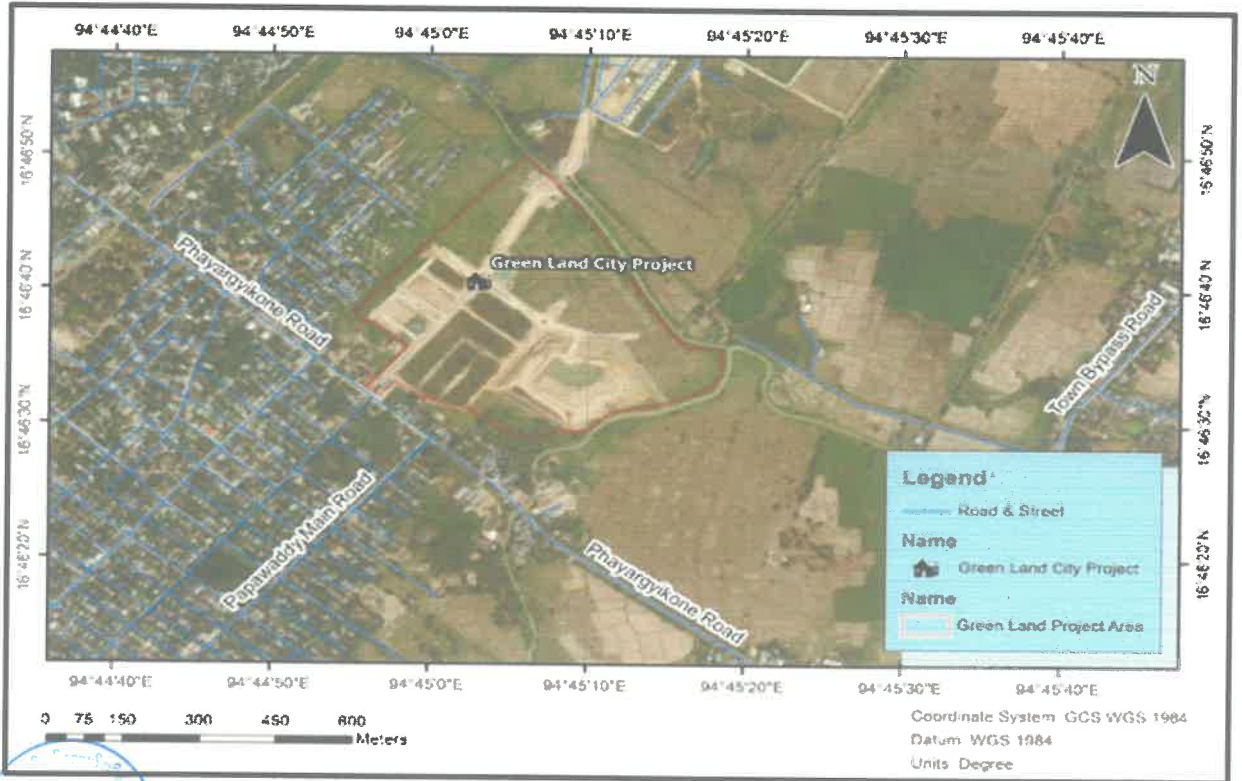 94°44'40"E 94°44'50"E 94°45'0"E 94°45'10"E 94°45'20"E 94°45'30"E 94°45'40"E
N
16°46'50"N 16°46'50"N
Phayargyikone Road
Green Land City Project
16°46'40"N 16°46'40"N
Town Bypass Road
16°46'30"N 16°46'30"N
Papawaddy Main Road
Phayargyikone Road
16°46'20"N 16°46'20"N
Legend
Road & Street
Name
Green Land City Project
Name
Green Land Project Area
94°44'40"E 94°44'50"E 94°45'0"E 94°45'10"E 94°45'20"E 94°45'30"E 94°45'40"E
0 75 150 300 450 600
Meters
Coordinate System GCS WGS 1984
Datum WGS 1984
Units Degree